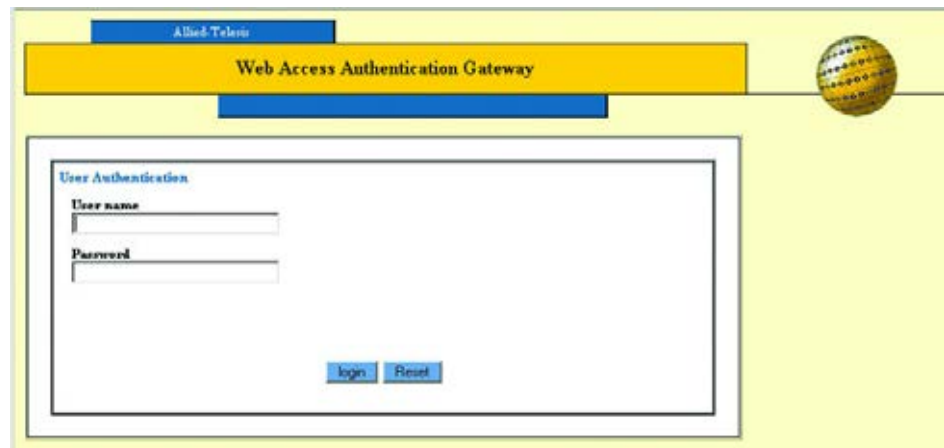 Allied-Telesis
Web Access Authentication Gateway
User Authentication
User name
Password
login Reset